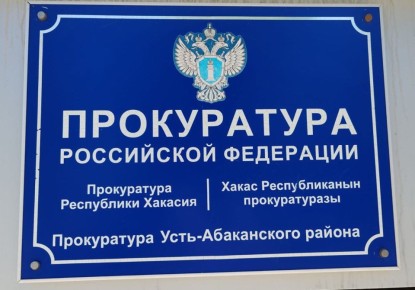 ПРОКУРАТУРА
РОССИЙСКОЙ ФЕДЕРАЦИИ
Прокуратура
Республики Хакасия
Хакас Республиканын
прокуратуразы
Прокуратура Усть-Абаканского района